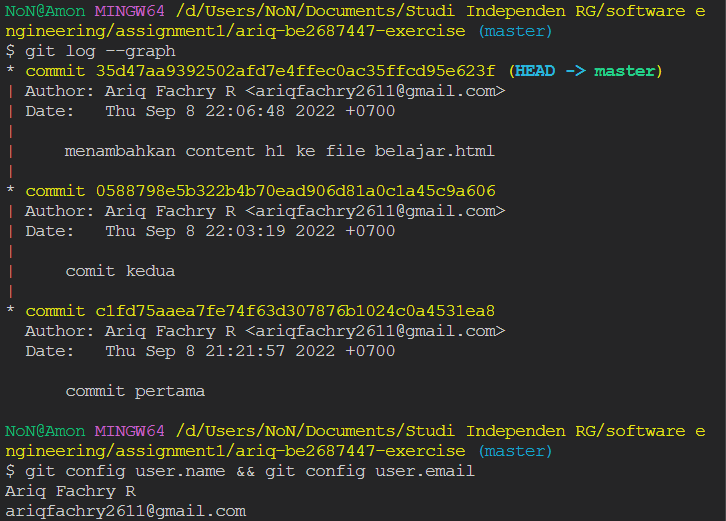 NoN@Amon MINGW64 /d/Users/NoN/Documents/Studi Independen RG/software e
ngineering/assignment1/ariq-be2687447-exercise (master)
$ git log --graph
* commit 35d47aa9392502afd7e4ffec0ac35ffcd95e623f (HEAD -> master)
| Author: Ariq Fachry R <ariqfachry2611@gmail.com>
| Date:   Thu Sep 8 22:06:48 2022 +0700
|
|     menambahkan content h1 ke file belajar.html
|
* commit 0588798e5b322b4b70ead906d81a0c1a45c9a606
| Author: Ariq Fachry R <ariqfachry2611@gmail.com>
| Date:   Thu Sep 8 22:03:19 2022 +0700
|
|     comit kedua
|
* commit c1fd75aaea7fe74f63d307876b1024c0a4531ea8
  Author: Ariq Fachry R <ariqfachry2611@gmail.com>
  Date:   Thu Sep 8 21:21:57 2022 +0700
      commit pertama
NoN@Amon MINGW64 /d/Users/NoN/Documents/Studi Independen RG/software e
ngineering/assignment1/ariq-be2687447-exercise (master)
$ git config user.name && git config user.email
Ariq Fachry R
ariqfachry2611@gmail.com